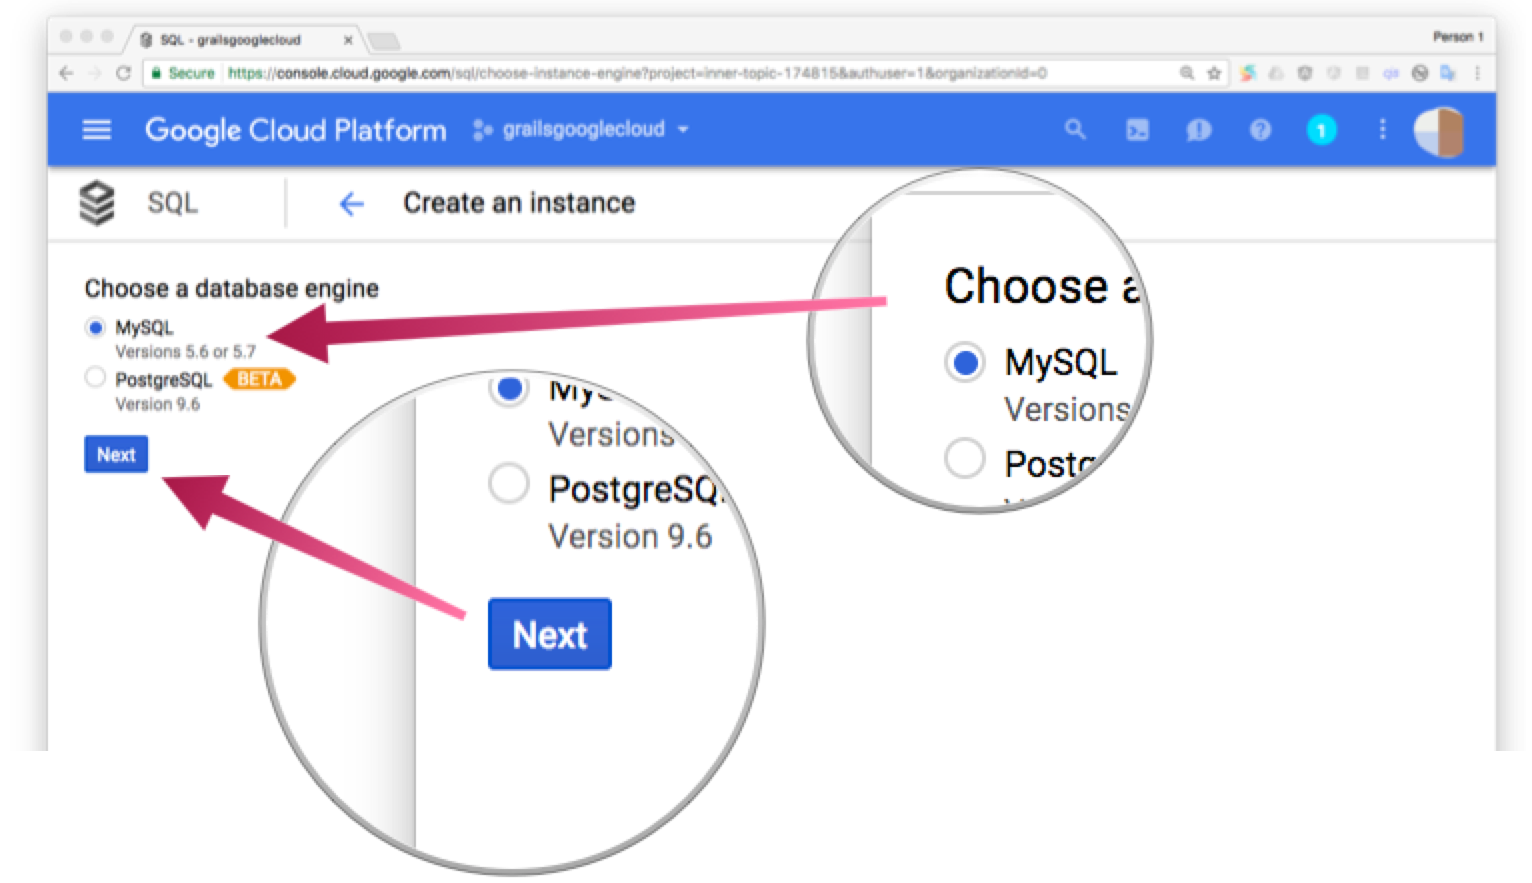 SQL - grailsgooglecloud
Person 1
Secure https://console.cloud.google.com/sql/choose-instance-engine?project=inner-topic-174815&authuser=1&organizationId=0
Google Cloud Platform grailsgooglecloud 1
SQL Create an instance
Choose a database engine
MySQL
Versions 5.6 or 5.7
PostgreSQL BETA
Version 9.6
Next
Choose a
MySQL
Versions
Postg
My
Versions
PostgreSQ
Version 9.6
Next